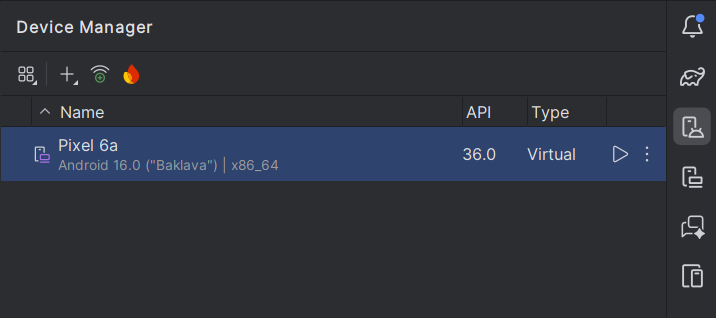 Device Manager
Name API Type
Pixel 6a
Android 16.0 ("Baklava") | x86_64
36.0 Virtual